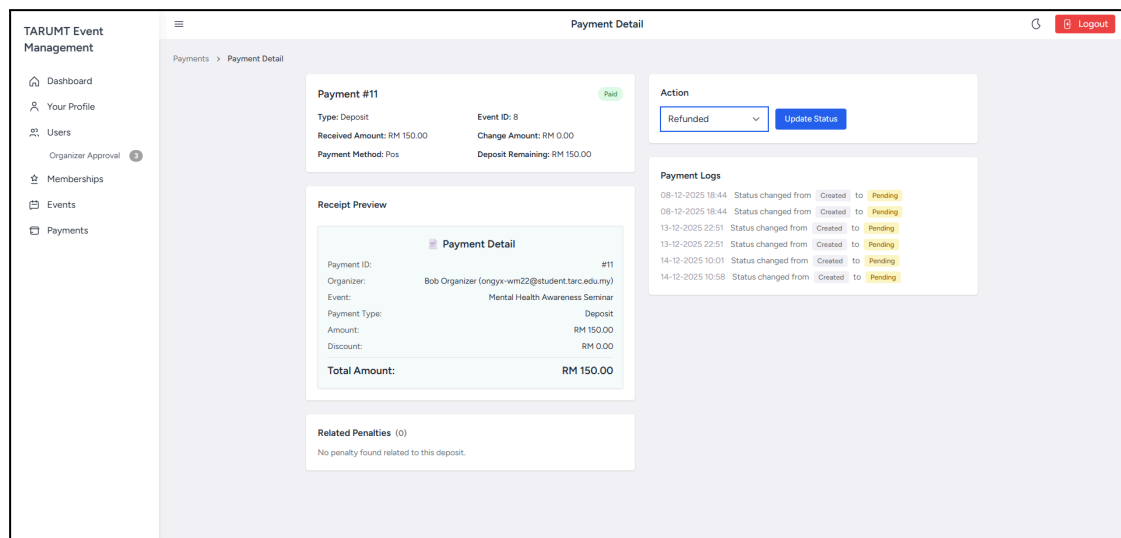 TARUMT Event
Management
Dashboard
Your Profile
Users
Organizer Approval 3
Memberships
Events
Payments
Payment Detail
Logout
Payments > Payment Detail
Payment #11 Paid
Type: Deposit Event ID: 8
Received Amount: RM 150.00 Change Amount: RM 0.00
Payment Method: Pos Deposit Remaining: RM 150.00
Receipt Preview
Payment Detail
Payment ID: #11
Organizer: Bob Organizer (ongyx-wm22@student.tarc.edu.my)
Event: Mental Health Awareness Seminar
Payment Type: Deposit
Amount: RM 150.00
Discount: RM 0.00
Total Amount: RM 150.00
Related Penalties (0)
No penalty found related to this deposit.
Action
Refunded Update Status
Payment Logs
08-12-2025 18:44 Status changed from Created to Pending
08-12-2025 18:44 Status changed from Created to Pending
13-12-2025 22:51 Status changed from Created to Pending
13-12-2025 22:51 Status changed from Created to Pending
14-12-2025 10:01 Status changed from Created to Pending
14-12-2025 10:58 Status changed from Created to Pending